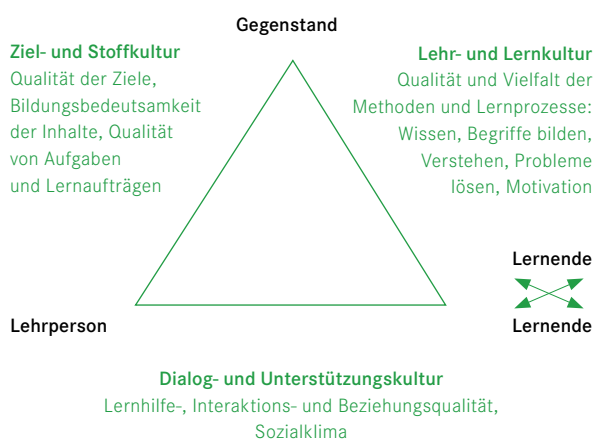 Gegenstand
Ziel- und Stoffkultur
Qualität der Ziele,
Bildungsbedeutsamkeit
der Inhalte, Qualität
von Aufgaben
und Lernaufträgen
Lehr- und Lernkultur
Qualität und Vielfalt der
Methoden und Lernprozesse:
Wissen, Begriffe bilden,
Verstehen, Probleme
lösen, Motivation
Lehrperson
Lernende
Lernende
Dialog- und Unterstützungskultur
Lernhilfe-, Interaktions- und Beziehungsqualität,
Sozialklima